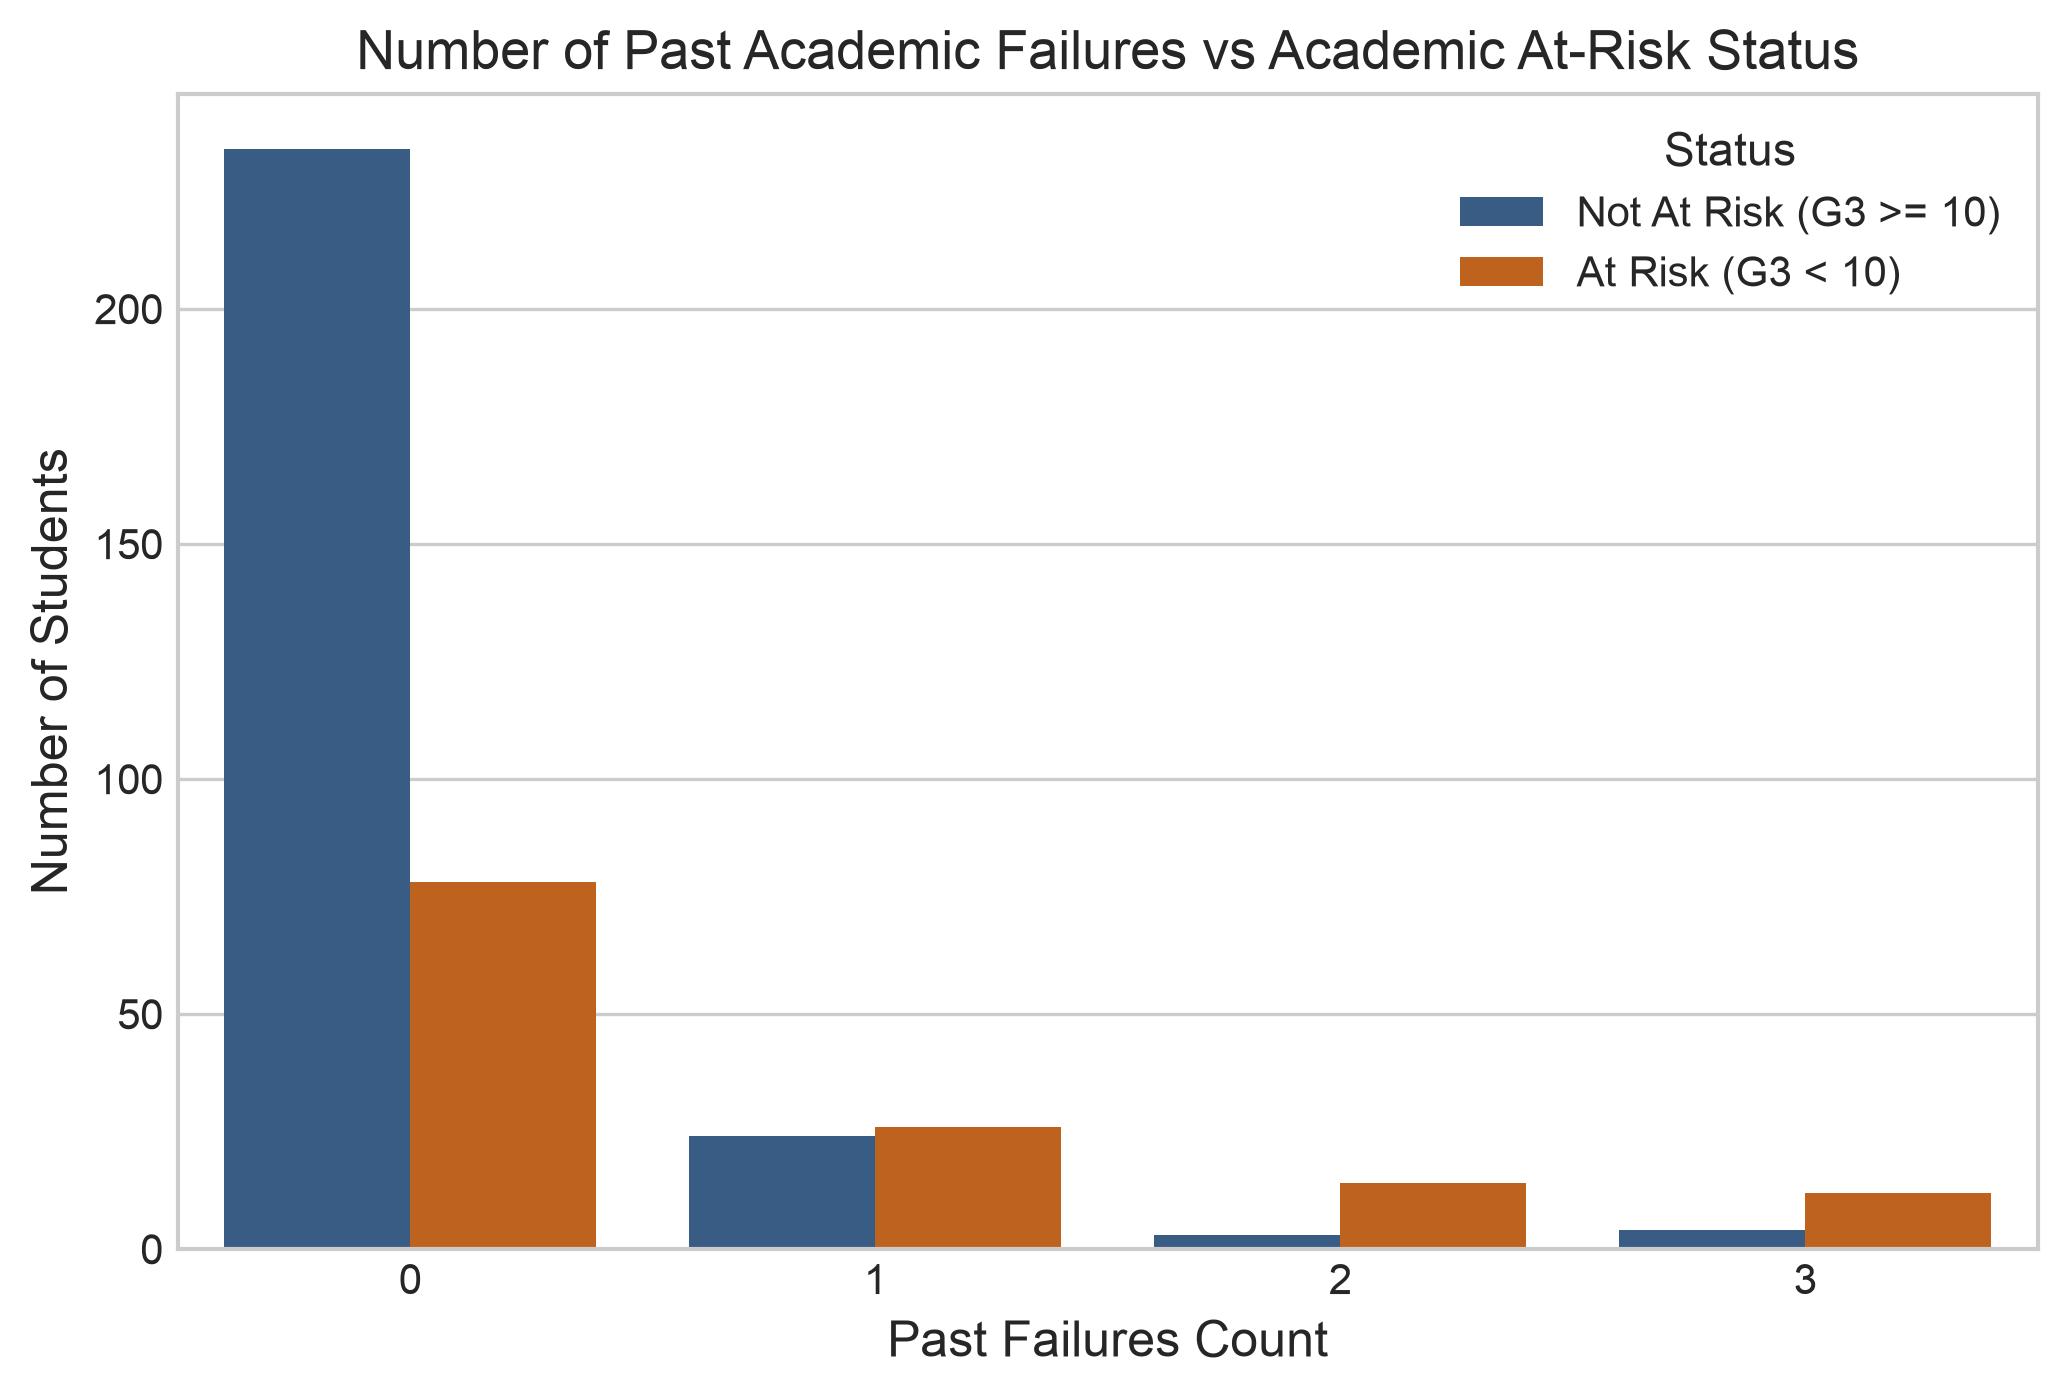 Number of Past Academic Failures vs Academic At-Risk Status
Status
Not At Risk (G3 >= 10)
At Risk (G3 < 10)
Number of Students
200
150
100
50
0
0 1 2 3
Past Failures Count